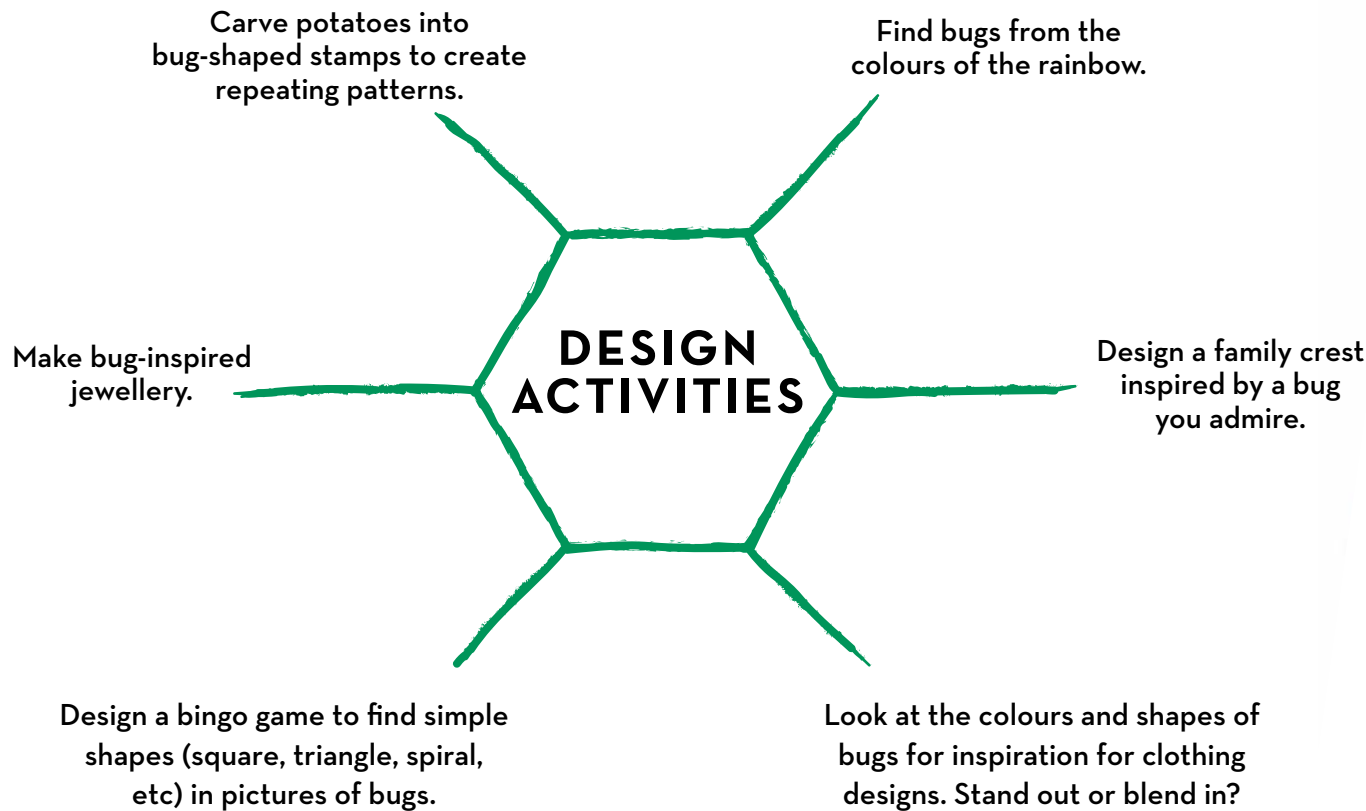 Carve potatoes into
bug-shaped stamps to create
repeating patterns.
Find bugs from the
colours of the rainbow.
Make bug-inspired
jewellery.
DESIGN
ACTIVITIES
Design a family crest
inspired by a bug
you admire.
Design a bingo game to find simple
shapes (square, triangle, spiral,
etc) in pictures of bugs.
Look at the colours and shapes of
bugs for inspiration for clothing
designs. Stand out or blend in?